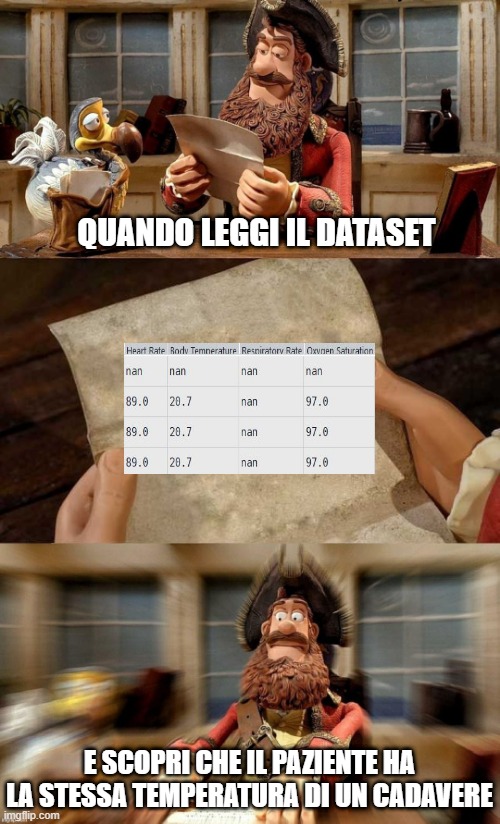 QUANDO LEGGI IL DATASET
Heart Rate Body Temperature Respiratory Rate Oxygen Saturation
nan nan nan nan
89.0 20.7 nan 97.0
89.0 20.7 nan 97.0
89.0 20.7 nan 97.0
E SCOPRI CHE IL PAZIENTE HA
LA STESSA TEMPERATURA DI UN CADAVERE
imgflip.com